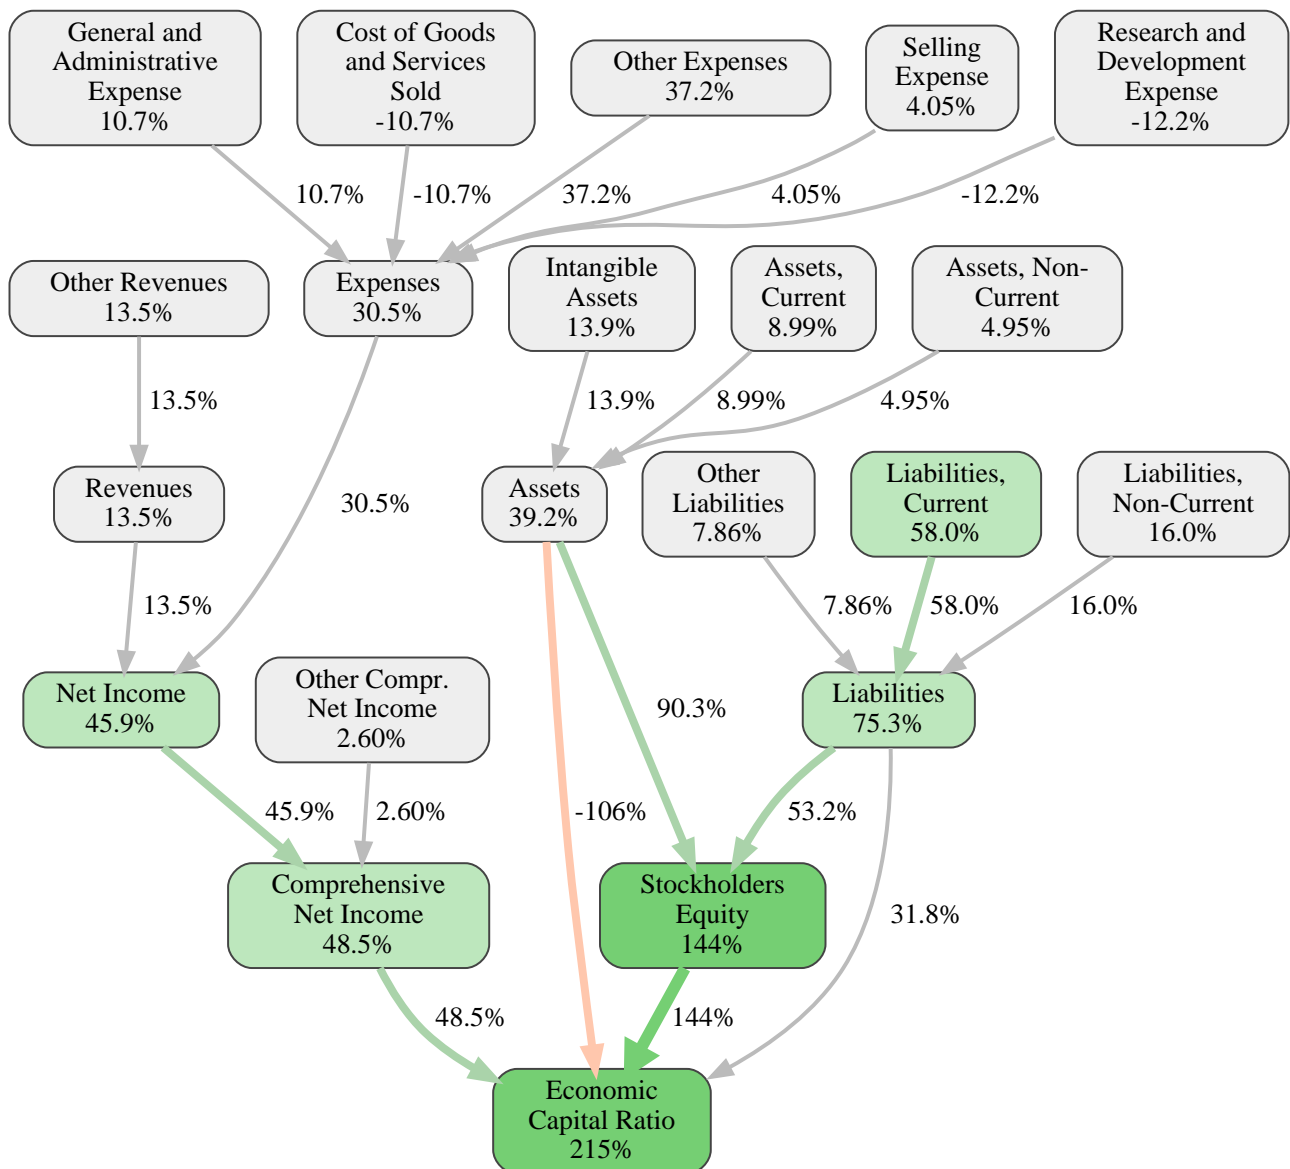 General and
Administrative
Expense
10.7%
Cost of Goods
and Services
Sold
-10.7%
Other Expenses
37.2%
Selling
Expense
4.05%
Research and
Development
Expense
-12.2%
10.7%
-10.7%
37.2%
4.05%
-12.2%
Other Revenues
13.5%
Expenses
30.5%
Intangible
Assets
13.9%
Assets,
Current
8.99%
Assets, Non-
Current
4.95%
13.5%
13.9%
8.99%
4.95%
Revenues
13.5%
30.5%
Assets
39.2%
Other
Liabilities
7.86%
Liabilities,
Current
58.0%
Liabilities,
Non-Current
16.0%
13.5%
7.86%
58.0%
16.0%
Net Income
45.9%
Other Compr.
Net Income
2.60%
90.3%
Liabilities
75.3%
45.9%
2.60%
-106%
53.2%
Comprehensive
Net Income
48.5%
Stockholders
Equity
144%
31.8%
48.5%
144%
Economic
Capital Ratio
215%